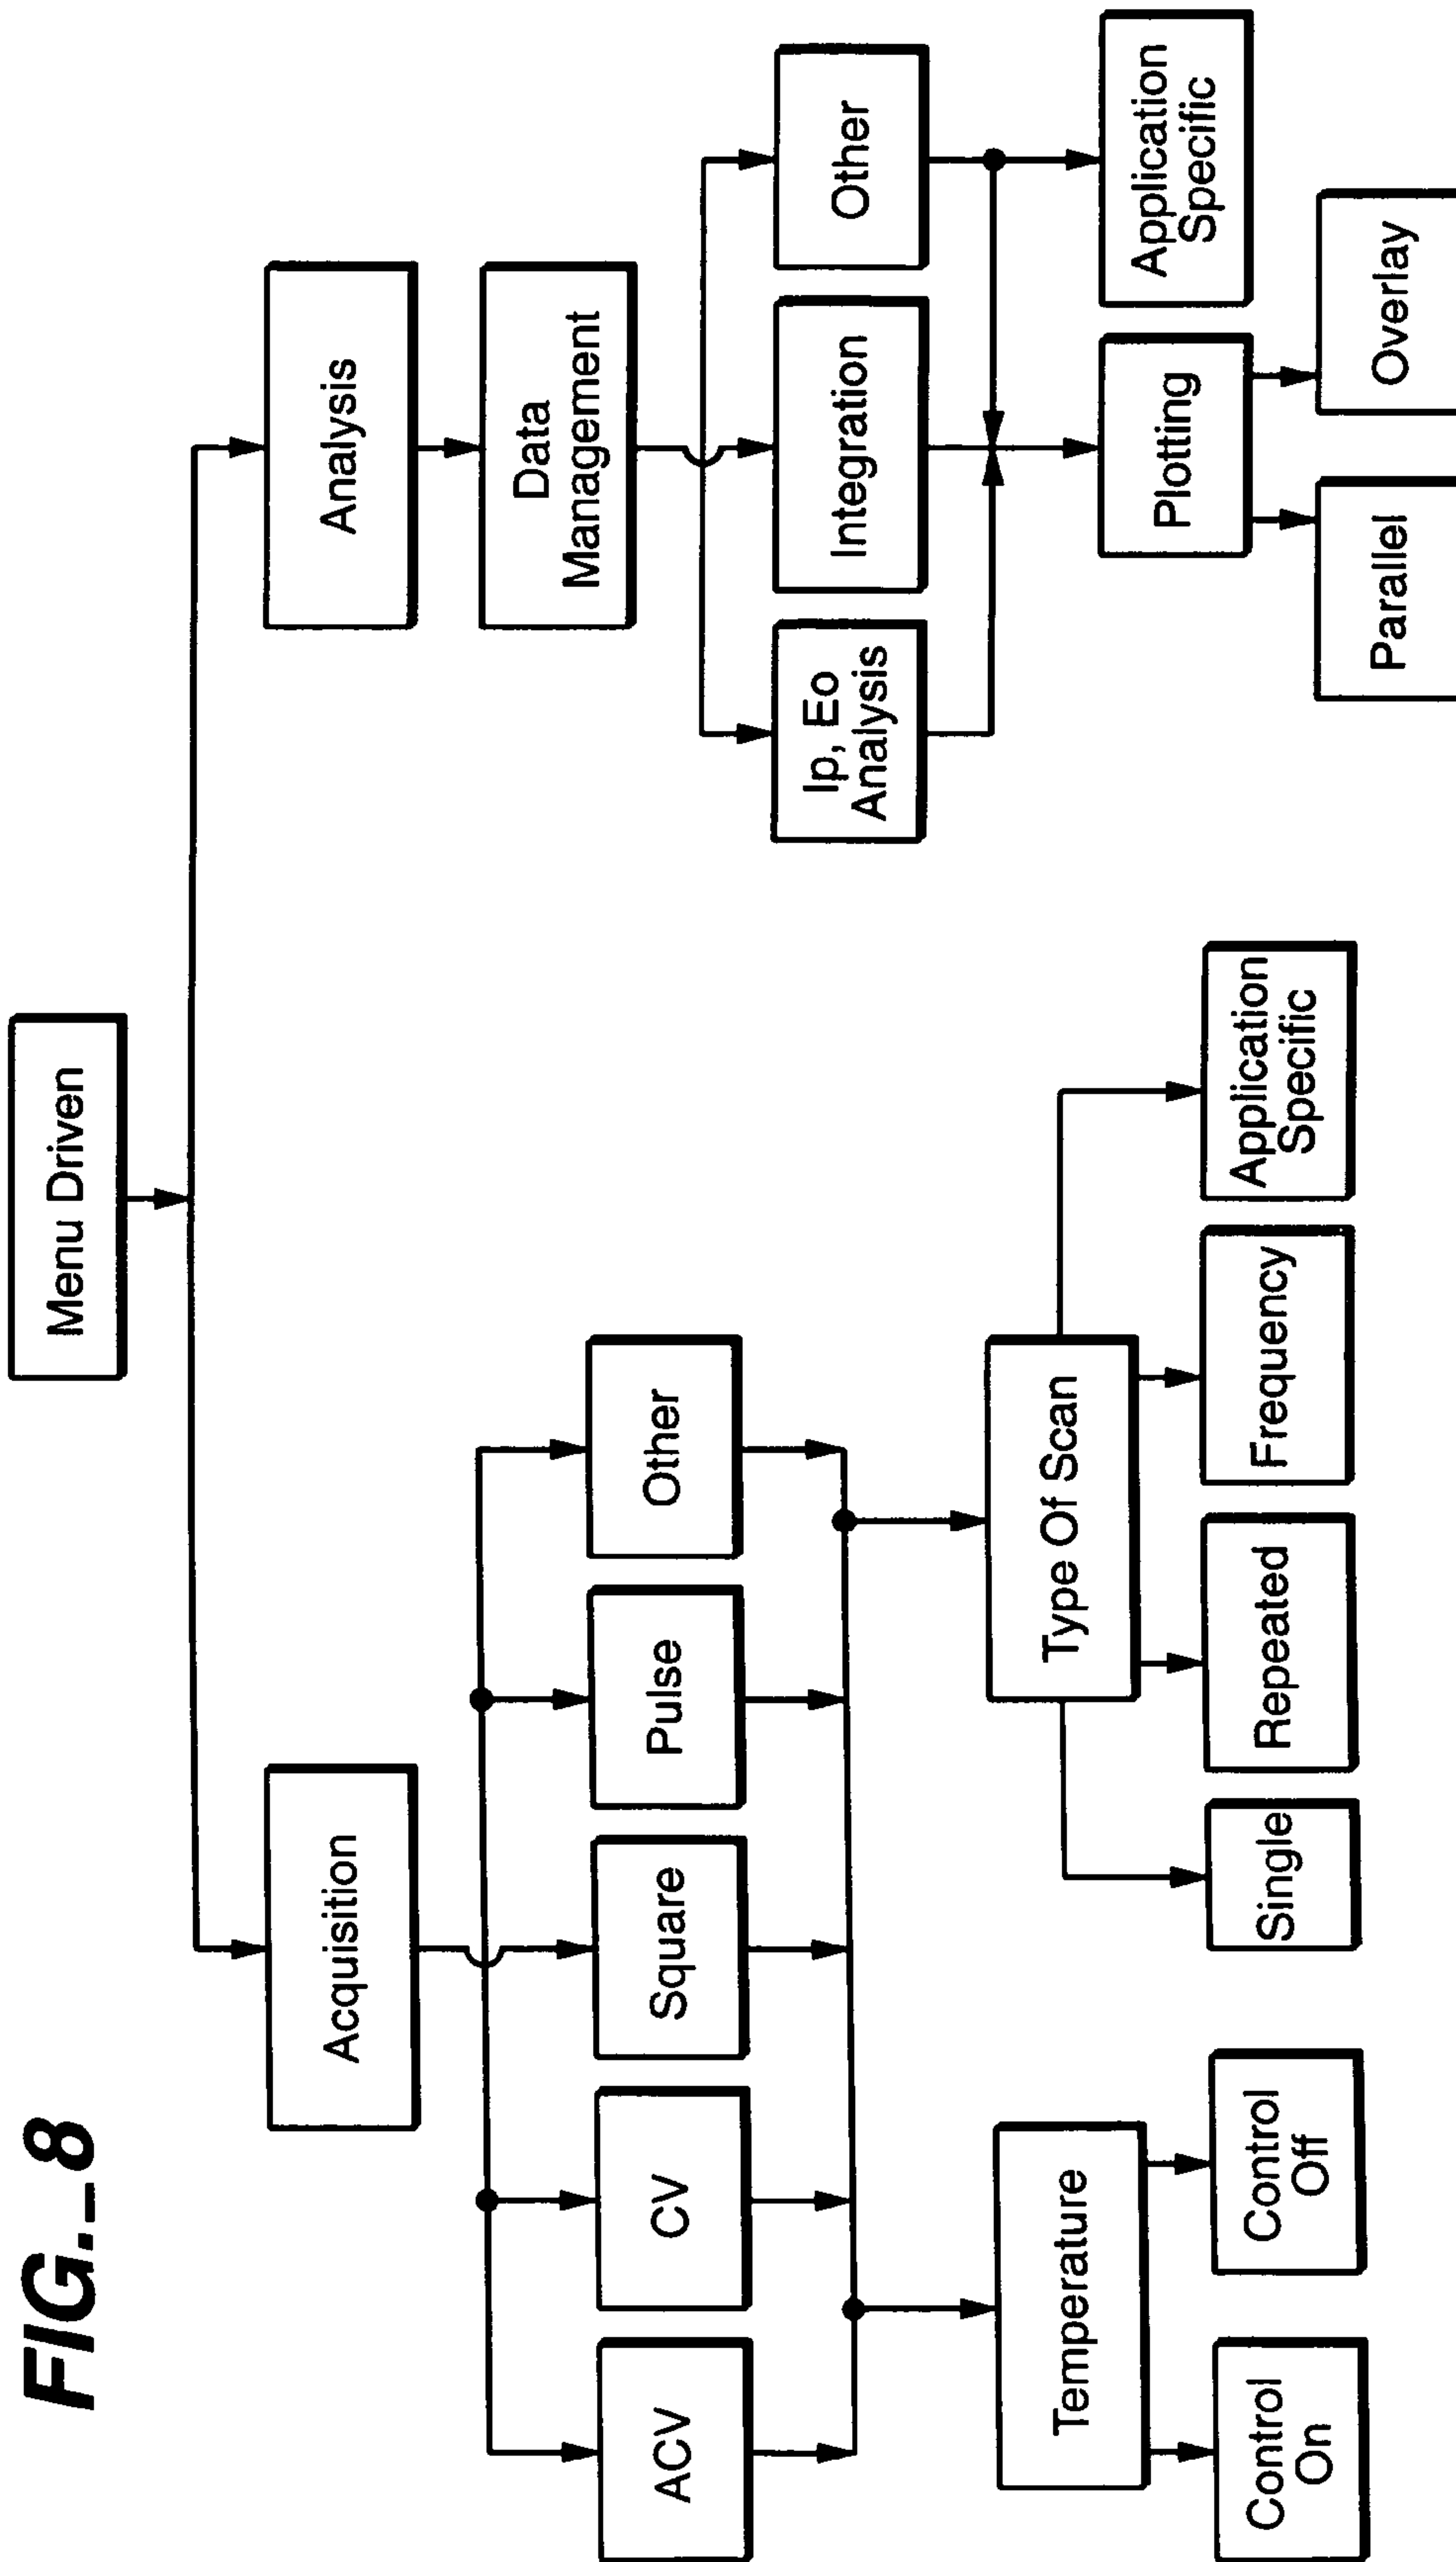 FIG._8
Menu Driven
Acquisition
Analysis
Data
Management
ACV
CV
Square
Pulse
Other
Ip, Eo
Analysis
Integration
Other
Temperature
Type Of Scan
Plotting
Application
Specific
Control
On
Control
Off
Single
Repeated
Frequency
Application
Specific
Parallel
Overlay